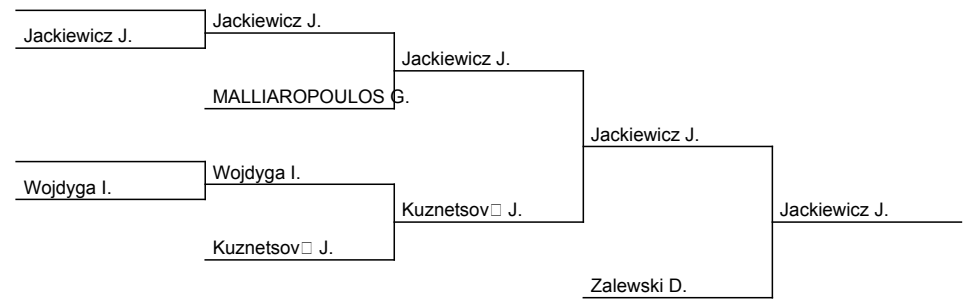 Jackiewicz J.
Jackiewicz J.
Jackiewicz J.
MALLIAROPOULOS G.
Jackiewicz J.
Wojdyga I.
Wojdyga I.
Kuznetsov□ J.
Jackiewicz J.
Kuznetsov□ J.
Zalewski D.